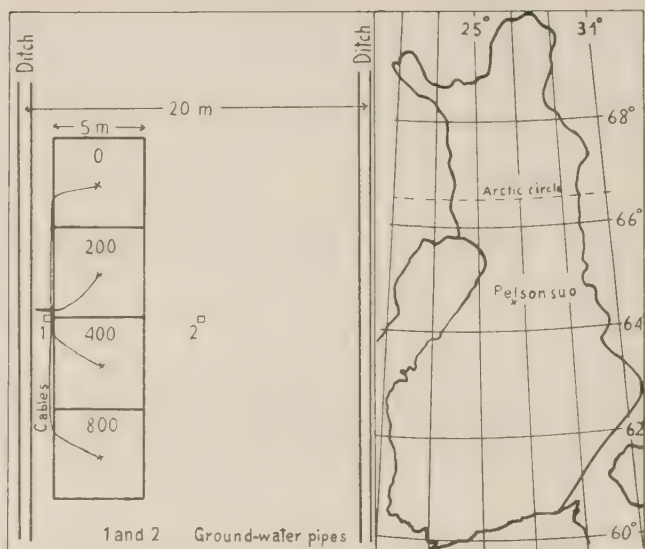 Ditch
Ditch
20 m
5 m
0
200
1
400
2
Cables
800
1 and 2 Ground-water pipes
25° 31°
68°
Arctic circle
66°
Pelsonsuo
64°
62°
60°